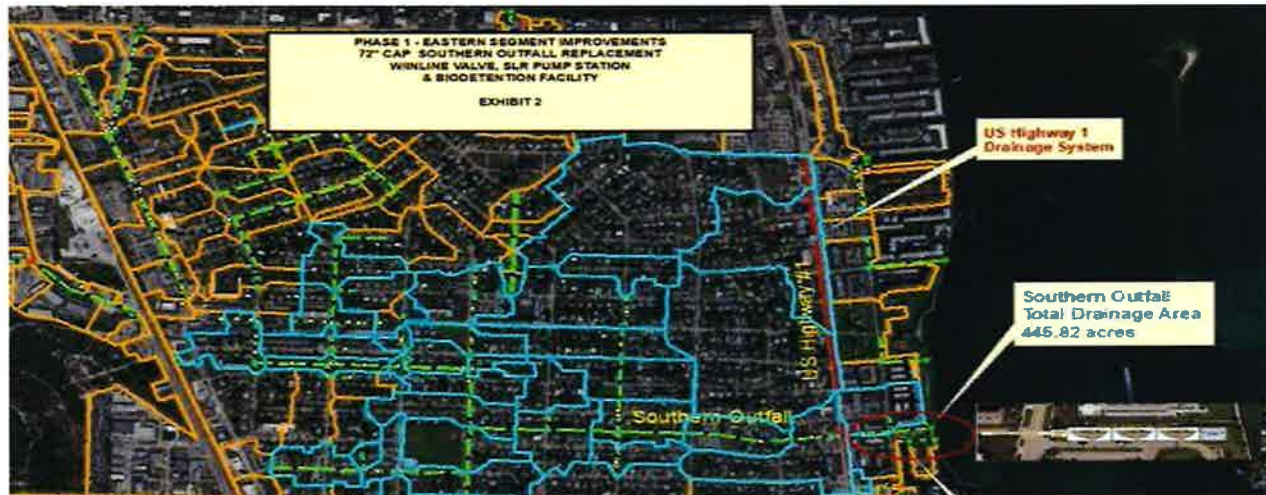 PHASE 1 - EASTERN SEGMENT IMPROVEMENTS
72" CAP SOUTHERN OUTFALL REPLACEMENT
WINLINE VALVE, SLR PUMP STATION
& BIODETENTION FACILITY
EXHIBIT 2
US Highway 1
Drainage System
US Highway #1
Southern Outfall
Total Drainage Area
445.82 acres
Southern Outfall